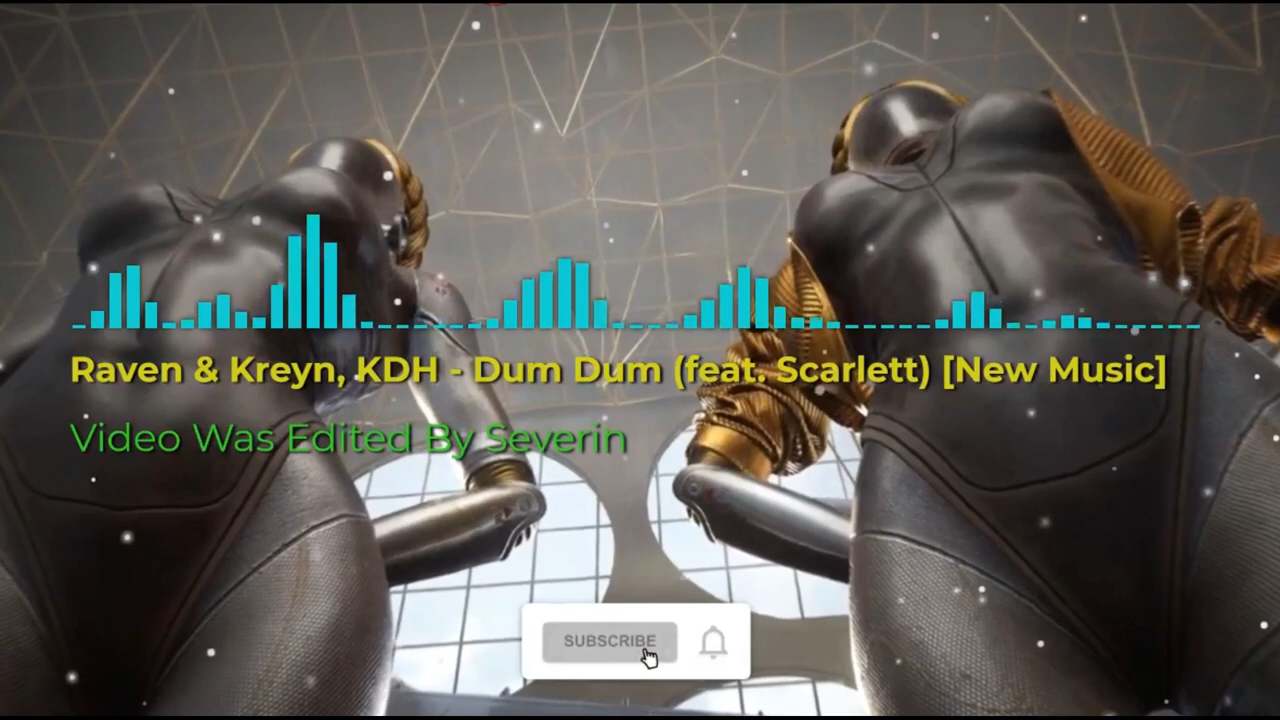 Raven & Kreyn, KDH - Dum Dum (feat. Scarlett) [New Music]
Video Was Edited By Severin
SUBSCRIBE